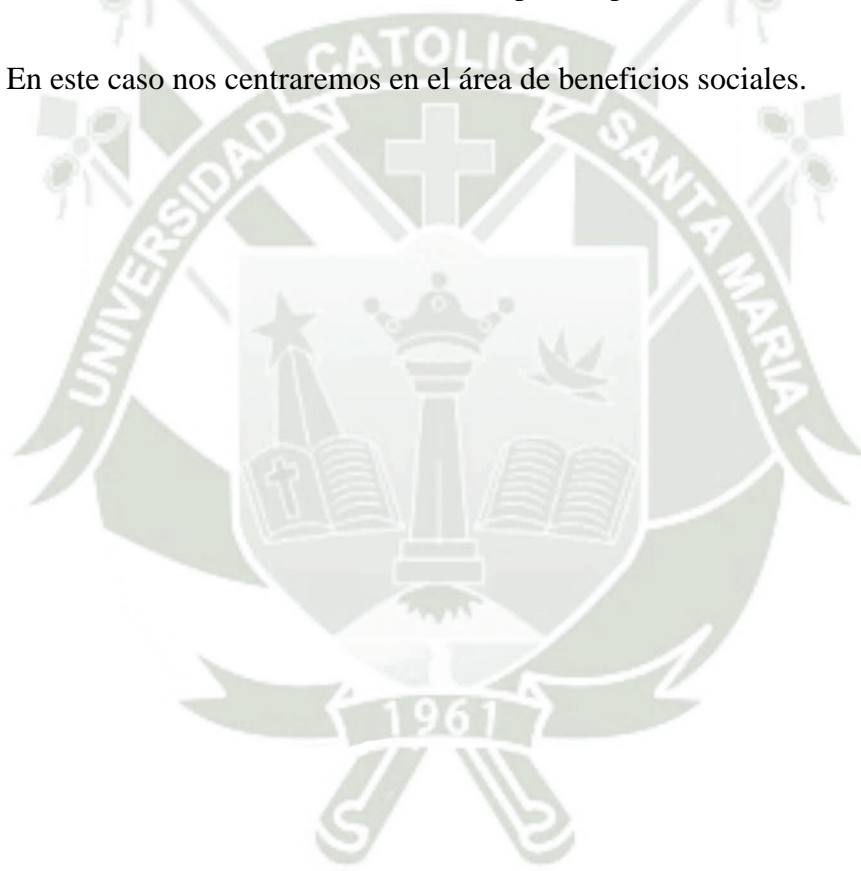 En este caso nos centraremos en el área de beneficios sociales.
UNIVERSIDAD CATOLICA SANTA MARIA
1961